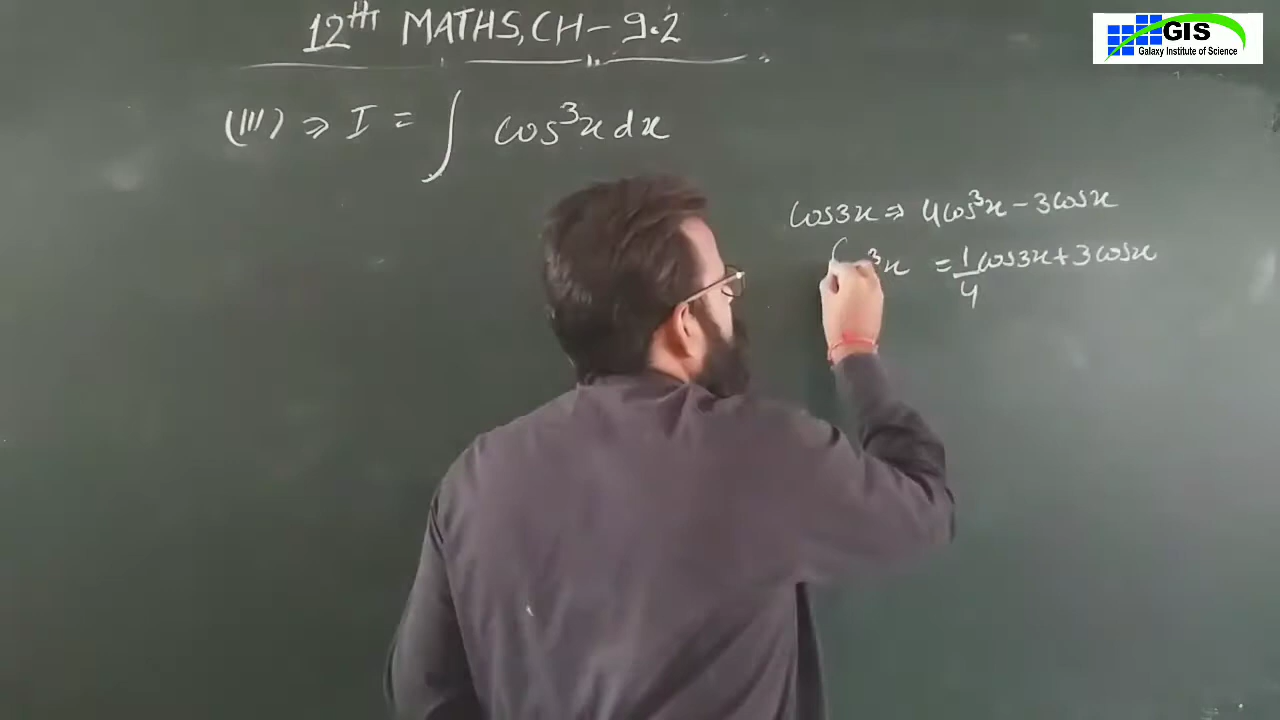 GIS
Galaxy Institute of Science
12TH MATHS, CH-9.2
(III) ⇒ I = ∫ cos³x dx
cos3x ⇒ 4cos³x - 3cosx
³x = 1/4 cos3x + 3cosx